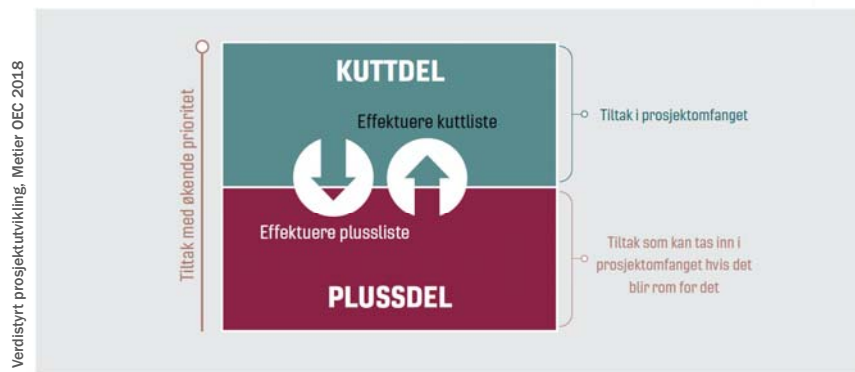 Verdistyrt prosjektutvikling, Metier OEC 2018
Tiltak med økende prioritet
KUTTDEL
Effektuere kuttliste
Effektuere plussliste
PLUSSDEL
Tiltak i prosjektomfanget
Tiltak som kan tas inn i
prosjektomfanget hvis det
blir rom for det